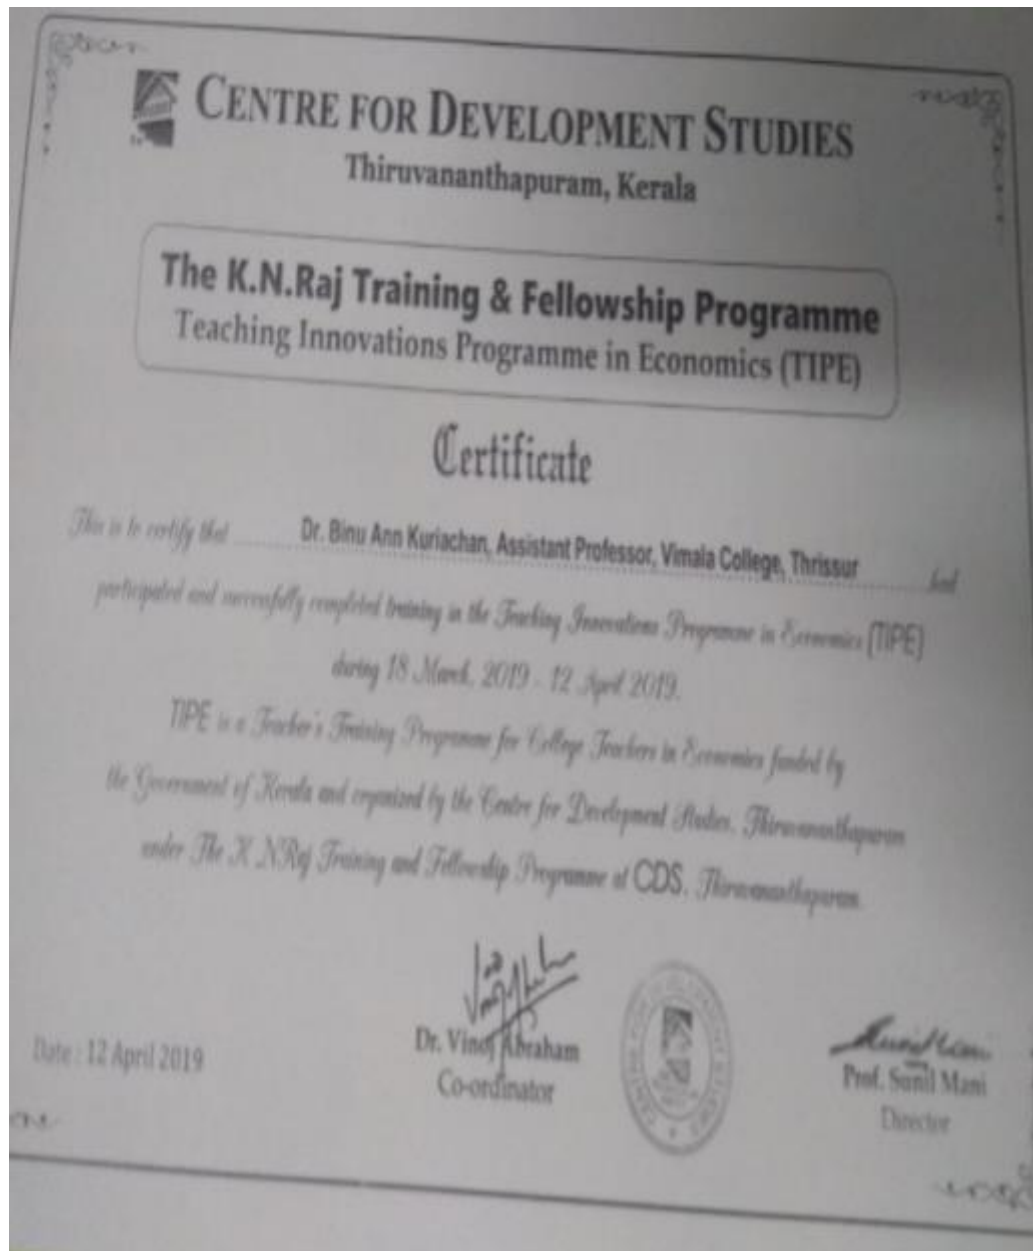 CENTRE FOR DEVELOPMENT STUDIES
Thiruvananthapuram, Kerala
The K.N.Raj Training & Fellowship Programme
Teaching Innovations Programme in Economics (TIPE)
Certificate
This is to certify that Dr. Binu Ann Kuriachan, Assistant Professor, Vimala College, Thrissur had
participated and successfully completed training in the Teaching Innovations Programme in Economics (TIPE)
during 18 March, 2019 - 12 April 2019.
TIPE is a Teacher's Training Programme for College Teachers in Economics funded by
the Government of Kerala and organized by the Centre for Development Studies, Thiruvananthapuram
under The K.N.Raj Training and Fellowship Programme at CDS, Thiruvananthapuram.
Date : 12 April 2019
Dr. Vinoj Abraham
Co-ordinator
Prof. Sunil Mani
Director